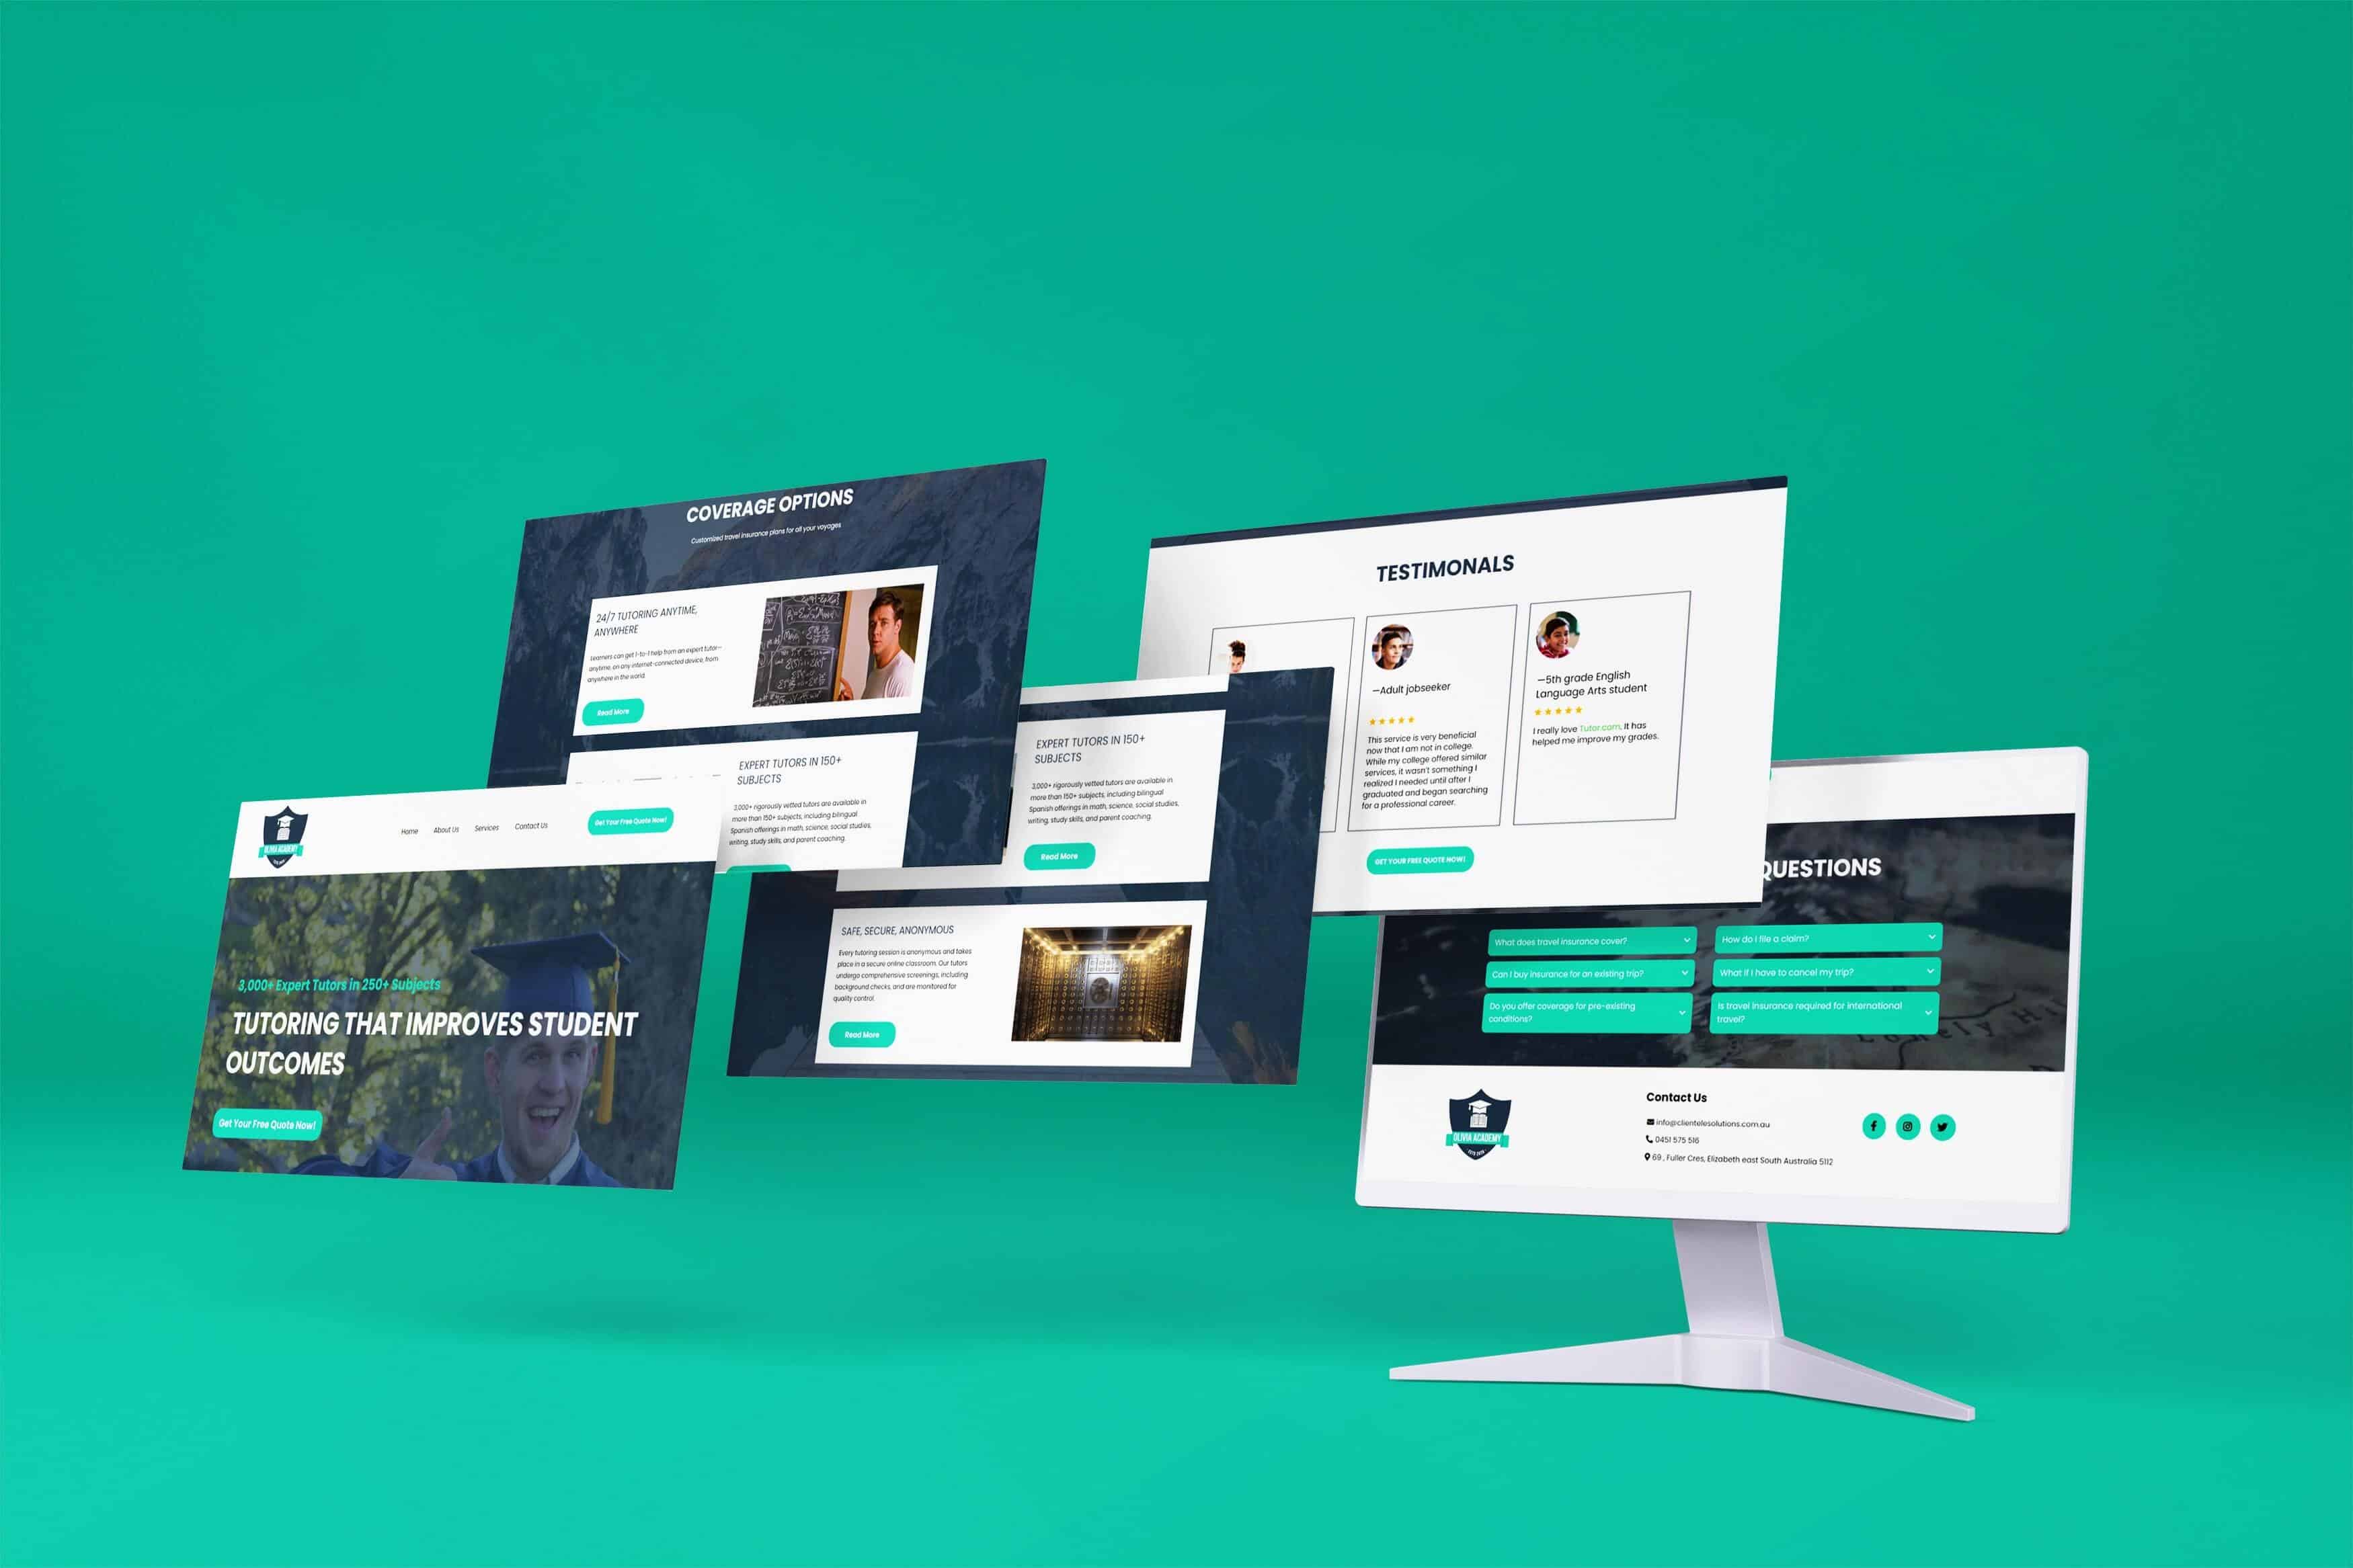 OLIVIA ACADEMY
Home
About Us
Services
Contact Us
Get Your Free Quote Now!
3,000+ Expert Tutors in 250+ Subjects
TUTORING THAT IMPROVES STUDENT
OUTCOMES
Get Your Free Quote Now!
COVERAGE OPTIONS
Customized travel insurance plans for all your voyages
24/7 TUTORING ANYTIME,
ANYWHERE
Learners can get 1-to-1 help from an expert tutor—
anytime, on any internet-connected device, from
anywhere in the world.
Read More
EXPERT TUTORS IN 150+
SUBJECTS
3,000+ rigorously vetted tutors are available in
more than 150+ subjects, including bilingual
Spanish offerings in math, science, social studies,
writing, study skills, and parent coaching.
EXPERT TUTORS IN 150+
SUBJECTS
3,000+ rigorously vetted tutors are available in
more than 150+ subjects, including bilingual
Spanish offerings in math, science, social studies,
writing, study skills, and parent coaching.
Read More
SAFE, SECURE, ANONYMOUS
Every tutoring session is anonymous and takes
place in a secure online classroom. Our tutors
undergo comprehensive screenings, including
background checks, and are monitored for
quality control.
Read More
TESTIMONALS
—Adult jobseeker
This service is very beneficial
now that I am not in college.
While my college offered similar
services, it wasn't something I
realized I needed until after I
graduated and began searching
for a professional career.
—5th grade English
Language Arts student
I really love Tutor.com. It has
helped me improve my grades.
GET YOUR FREE QUOTE NOW!
QUESTIONS
What does travel insurance cover?
How do I file a claim?
Can I buy insurance for an existing trip?
What if I have to cancel my trip?
Do you offer coverage for pre-existing
conditions?
Is travel insurance required for international
travel?
OLIVIA ACADEMY
Contact Us
info@clientelesolutions.com.au
0451 575 516
69 , Fuller Cres, Elizabeth east South Australia 5112